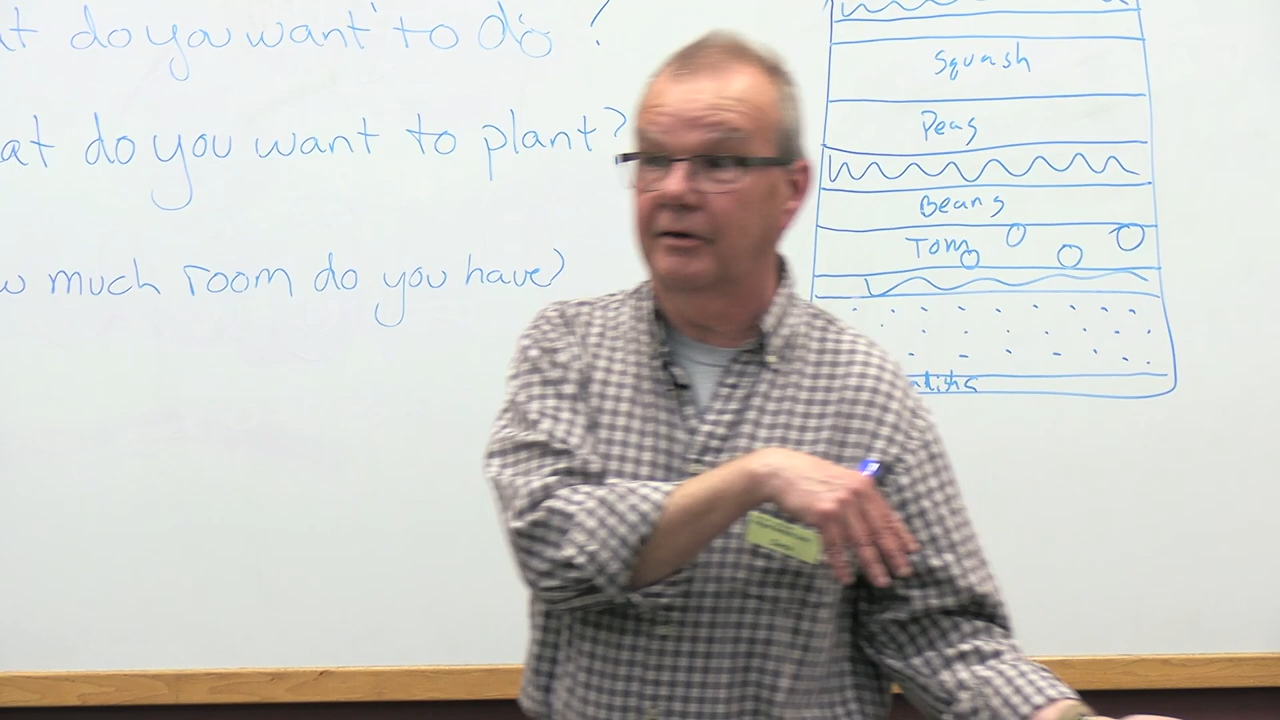 at do you want to do?
at do you want to plant?
w much room do you have?
Squash
Peas
Beans
Tom